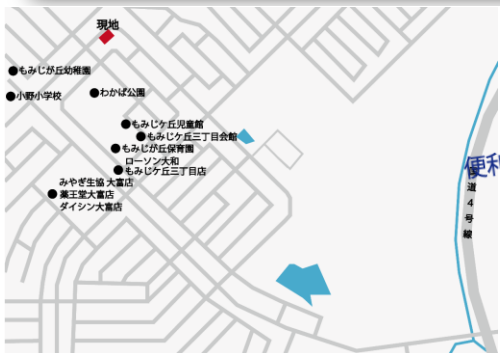 現地
もみじが丘幼稚園
小野小学校
わかば公園
もみじケ丘児童館
もみじケ丘三丁目会館
もみじが丘保育園
ローソン大和
もみじケ丘三丁目店
みやぎ生協 大富店
薬王堂大富店
ダイシン大富店
便利
道4号線